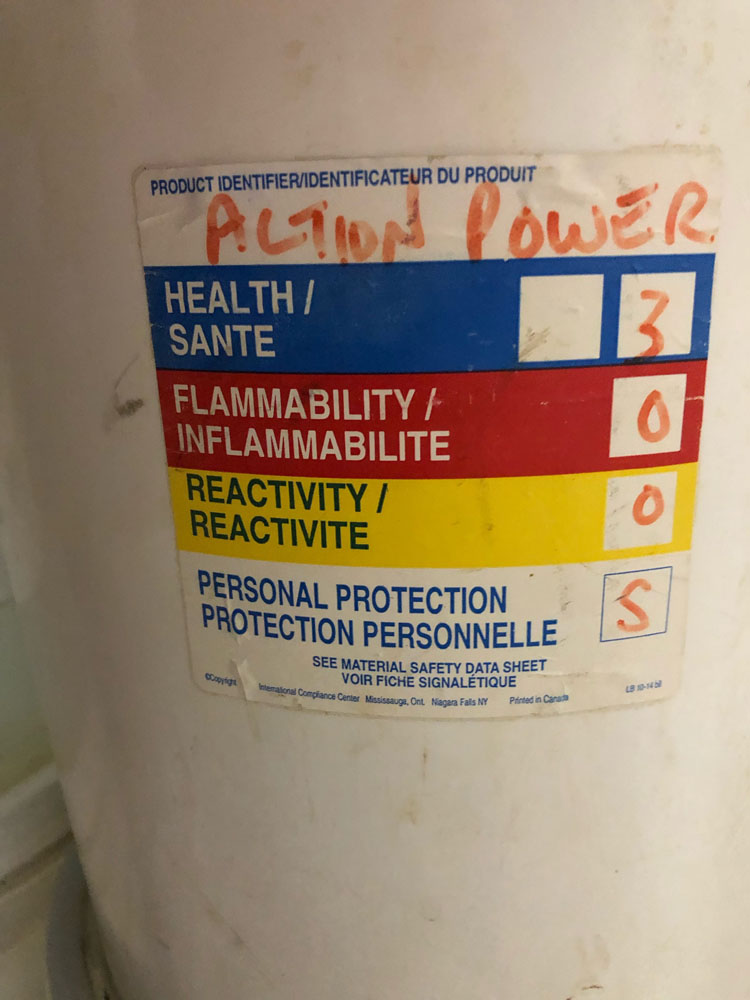 PRODUCT IDENTIFIER/IDENTIFICATEUR DU PRODUIT
ACTION POWER
HEALTH /
SANTE
3
FLAMMABILITY /
INFLAMMABILITE
0
REACTIVITY /
REACTIVITE
0
PERSONAL PROTECTION
PROTECTION PERSONNELLE
S
SEE MATERIAL SAFETY DATA SHEET
VOIR FICHE SIGNALÉTIQUE
©Copyright International Compliance Center Mississauga, Ont. Niagara Falls NY Printed in Canada